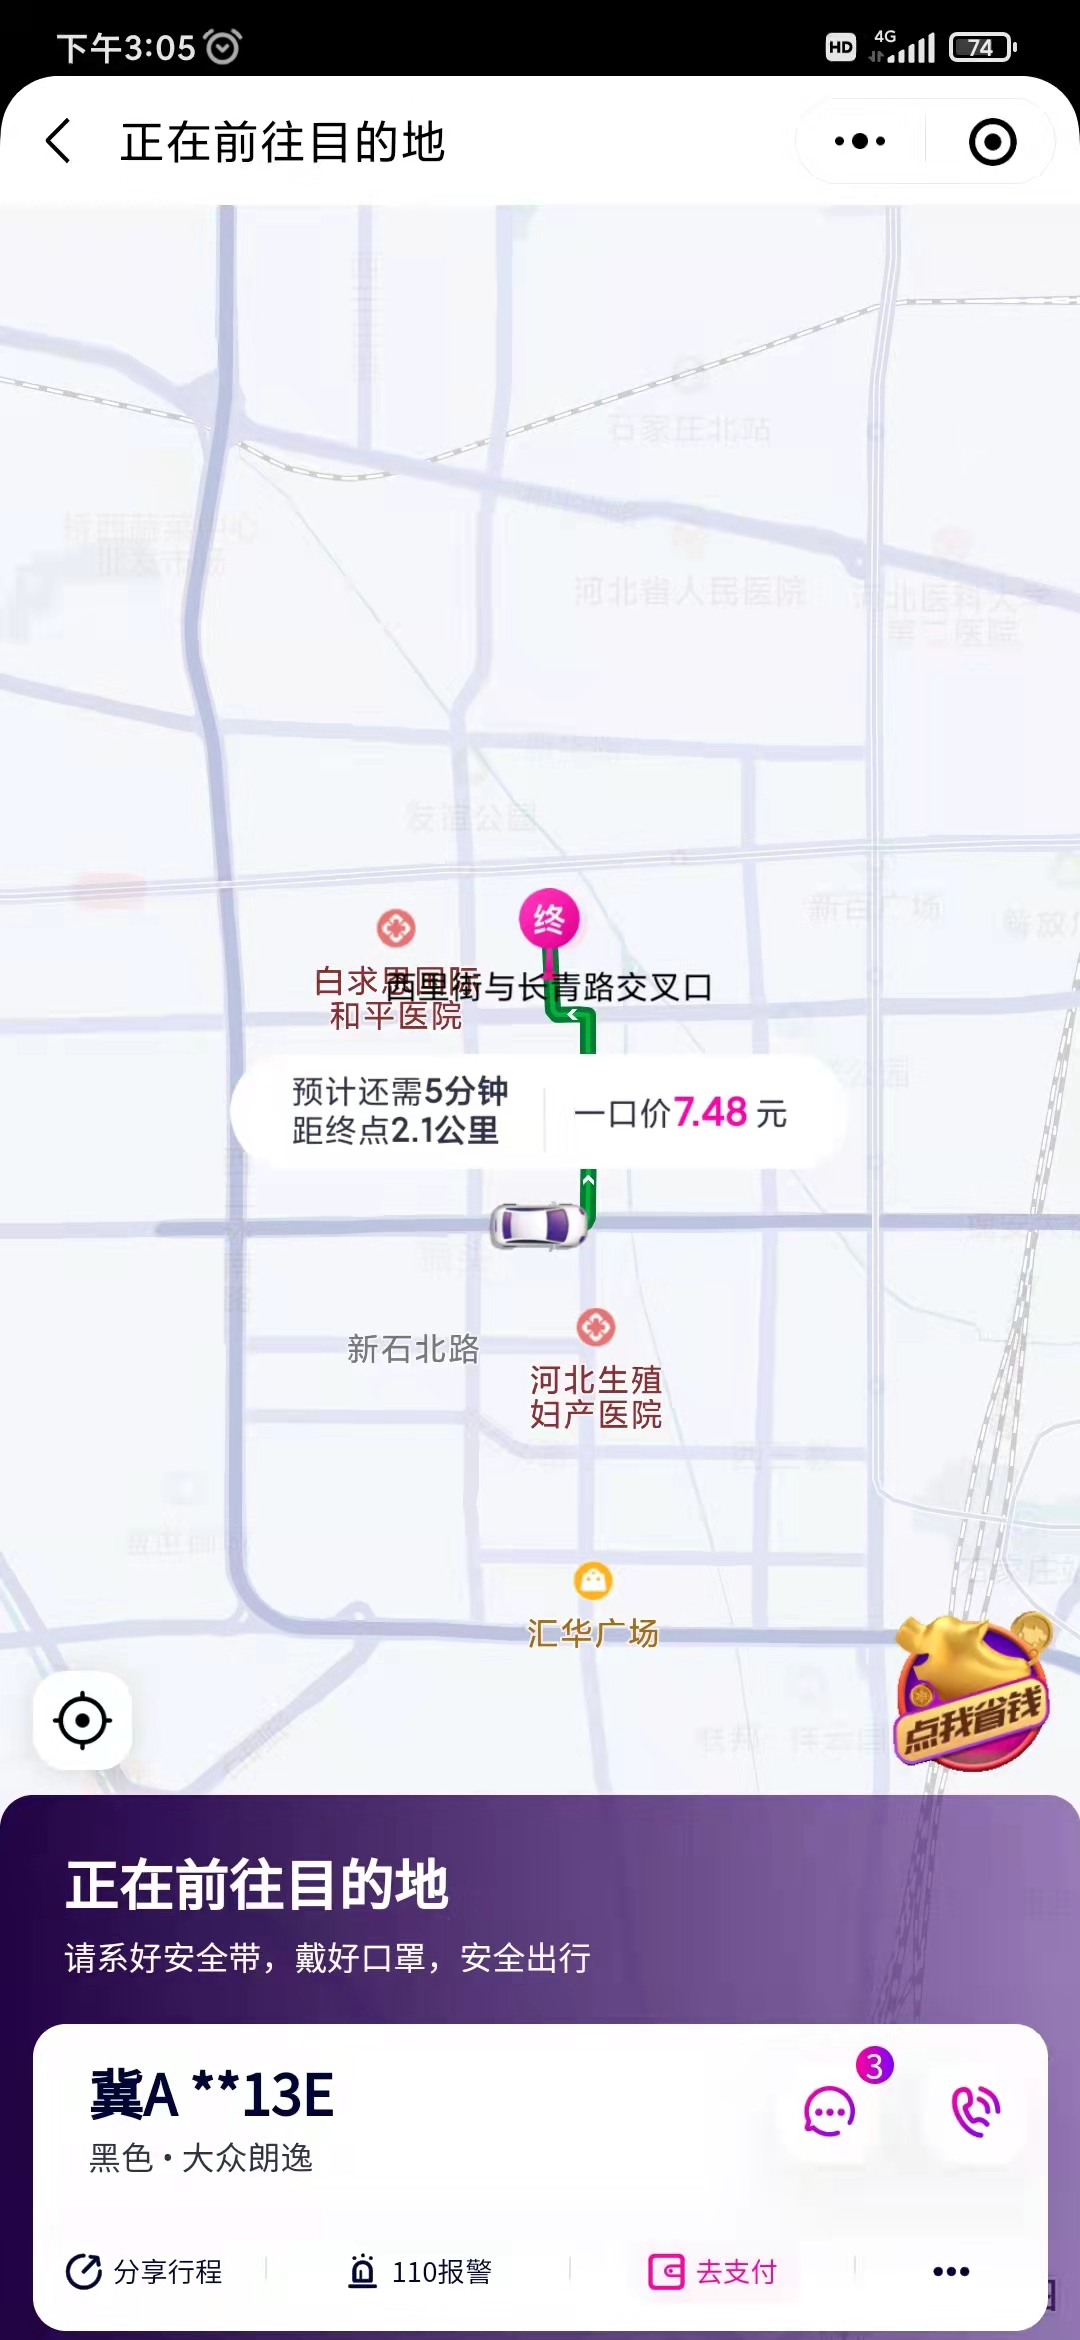 下午3:05
HD 4G 74
正在前往目的地
石家庄北站
河北省人民医院
河北医科大学
第二医院
友谊公园
新百广场
终
白求恩国际
和平医院
西里街与长青路交叉口
预计还需5分钟
距终点2.1公里
一口价7.48 元
新石北路
河北生殖
妇产医院
汇华广场
点我省钱
正在前往目的地
请系好安全带，戴好口罩，安全出行
冀A **13E
3
黑色·大众朗逸
分享行程
110报警
去支付